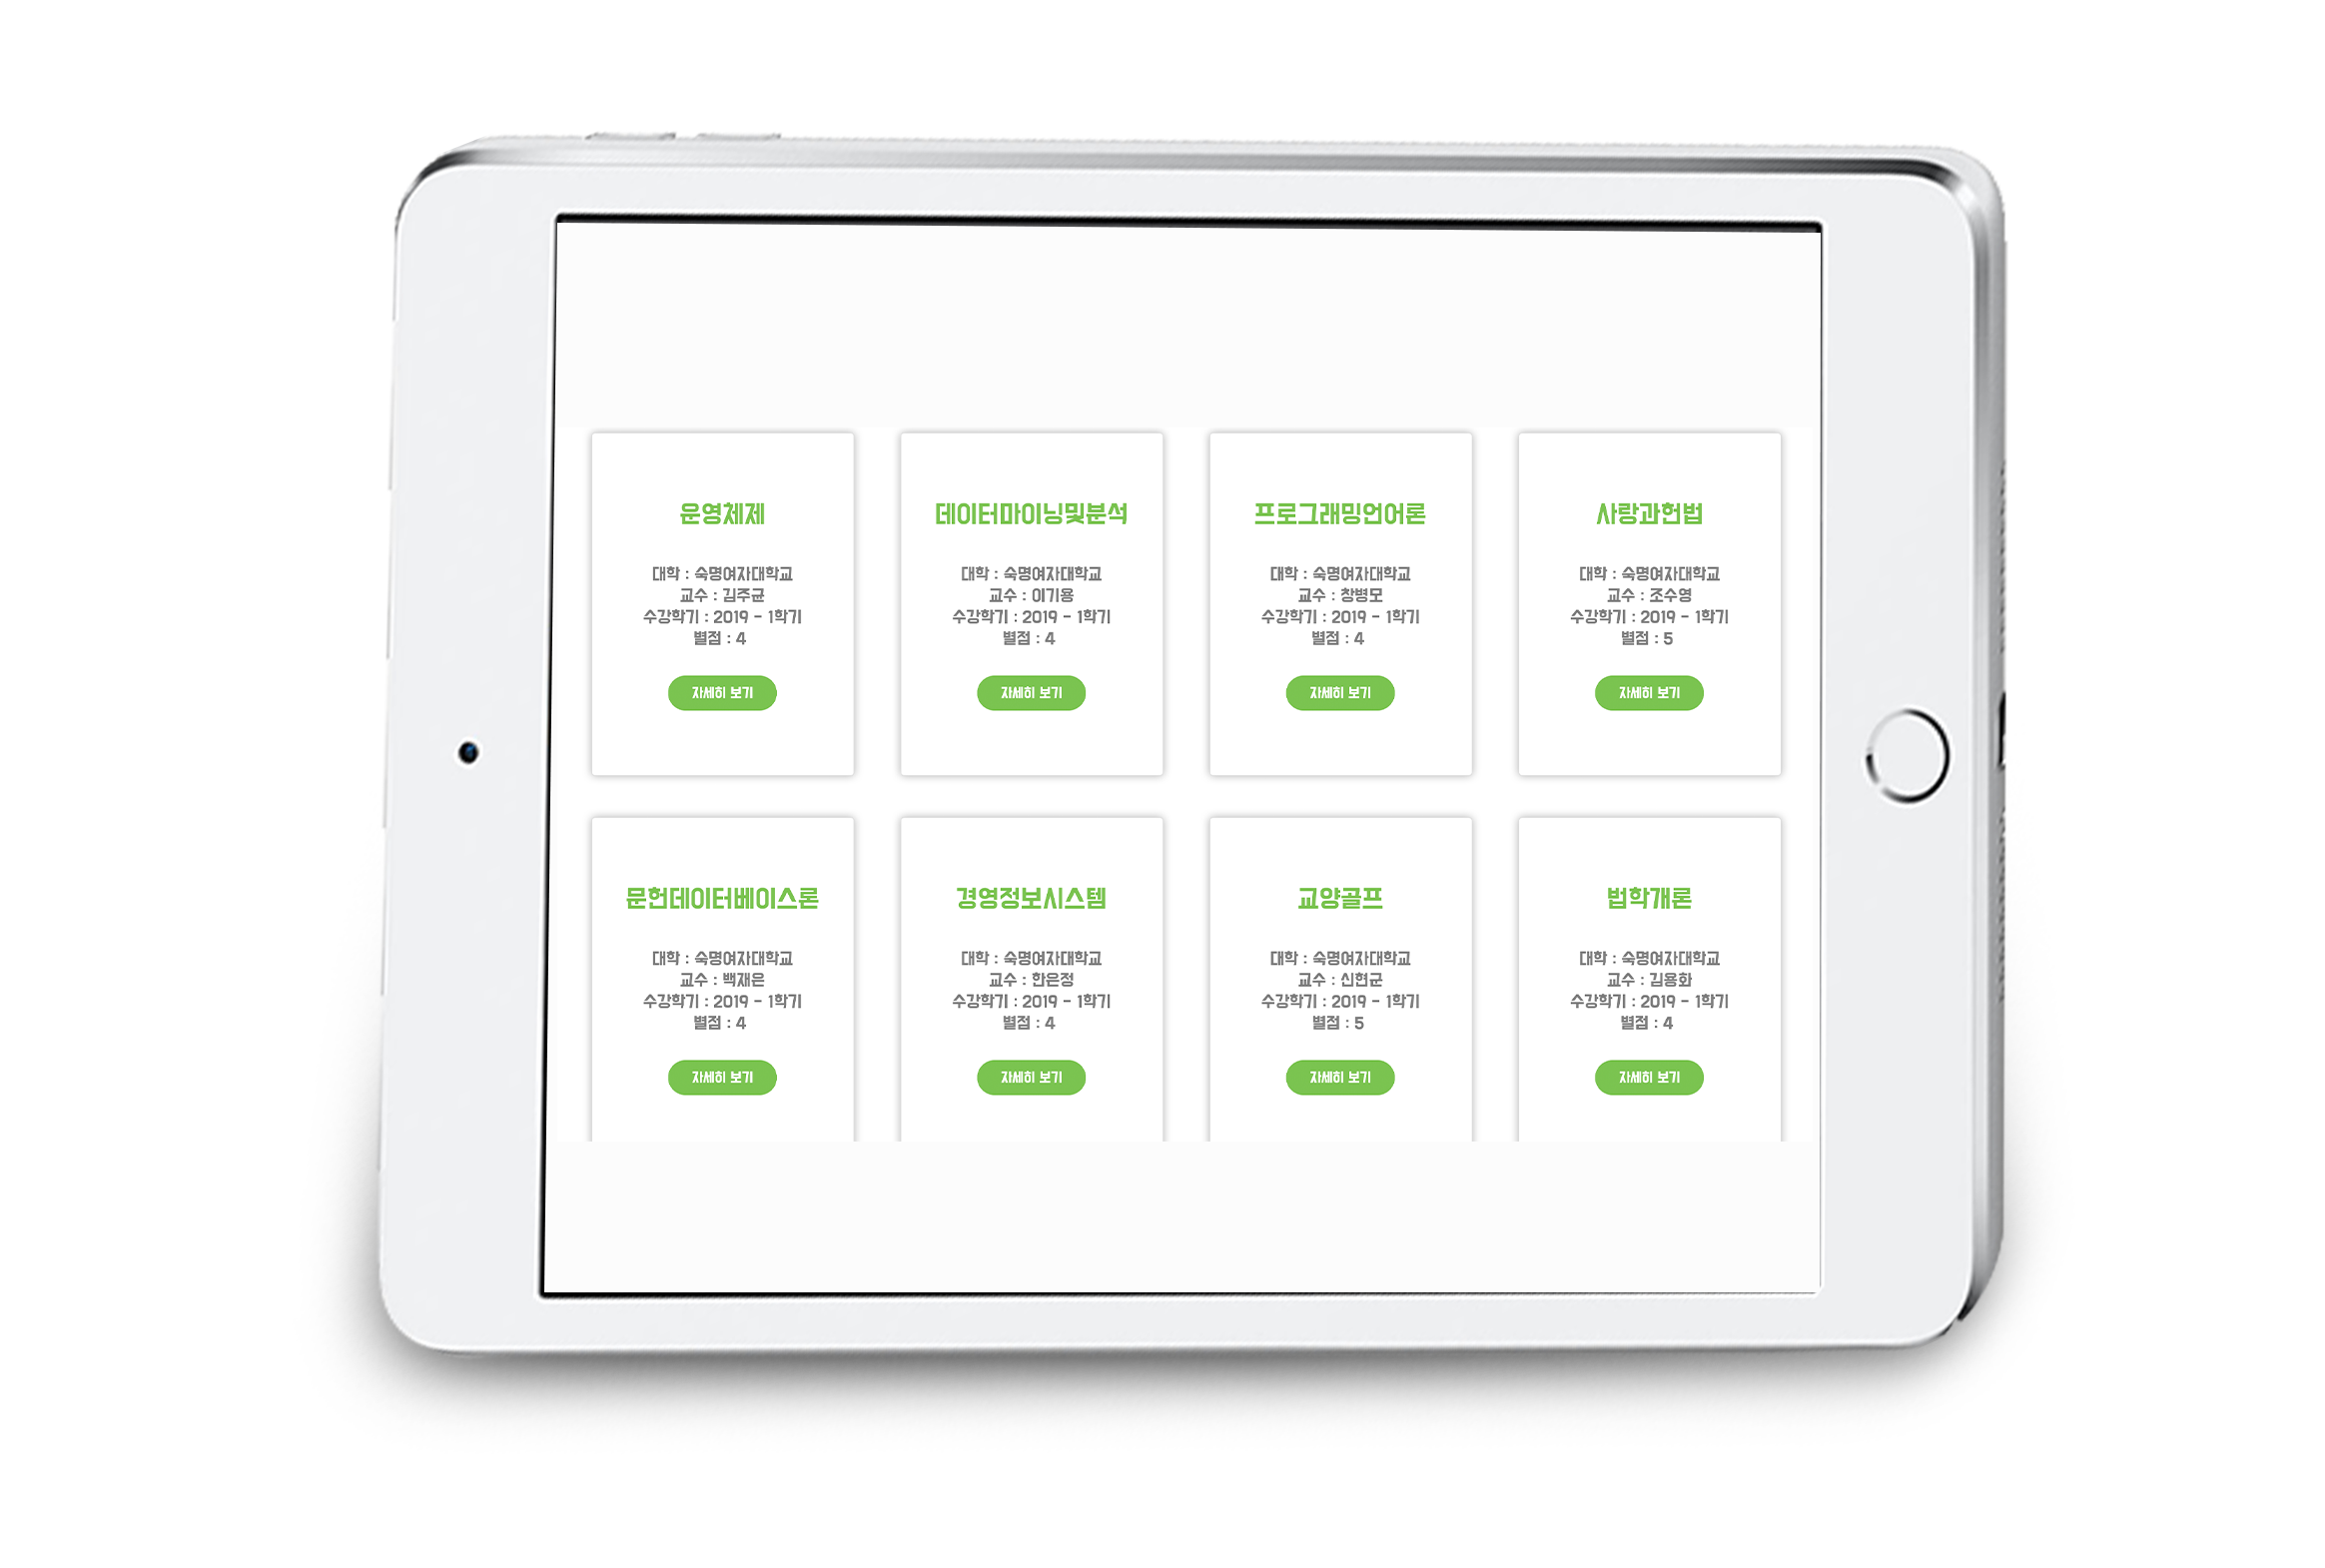 운영체제
대학 : 숙명여자대학교
교수 : 김주균
수강학기 : 2019 - 1학기
별점 : 4
자세히 보기
데이터마이닝및분석
대학 : 숙명여자대학교
교수 : 이기용
수강학기 : 2019 - 1학기
별점 : 4
자세히 보기
프로그래밍언어론
대학 : 숙명여자대학교
교수 : 창병모
수강학기 : 2019 - 1학기
별점 : 4
자세히 보기
사랑과헌법
대학 : 숙명여자대학교
교수 : 조수영
수강학기 : 2019 - 1학기
별점 : 5
자세히 보기
문헌데이터베이스론
대학 : 숙명여자대학교
교수 : 백재은
수강학기 : 2019 - 1학기
별점 : 4
자세히 보기
경영정보시스템
대학 : 숙명여자대학교
교수 : 한은정
수강학기 : 2019 - 1학기
별점 : 4
자세히 보기
교양골프
대학 : 숙명여자대학교
교수 : 신현군
수강학기 : 2019 - 1학기
별점 : 5
자세히 보기
법학개론
대학 : 숙명여자대학교
교수 : 김용화
수강학기 : 2019 - 1학기
별점 : 4
자세히 보기